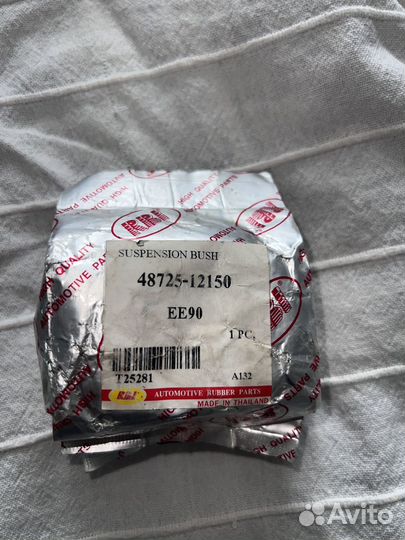 HIGH QUALITY
AUTOMOTIVE PARTS
SUSPENSION BUSH
48725-12150
EE90
1 PC.
T25281
A132
RBI
AUTOMOTIVE RUBBER PARTS
MADE IN THAILAND
Avito